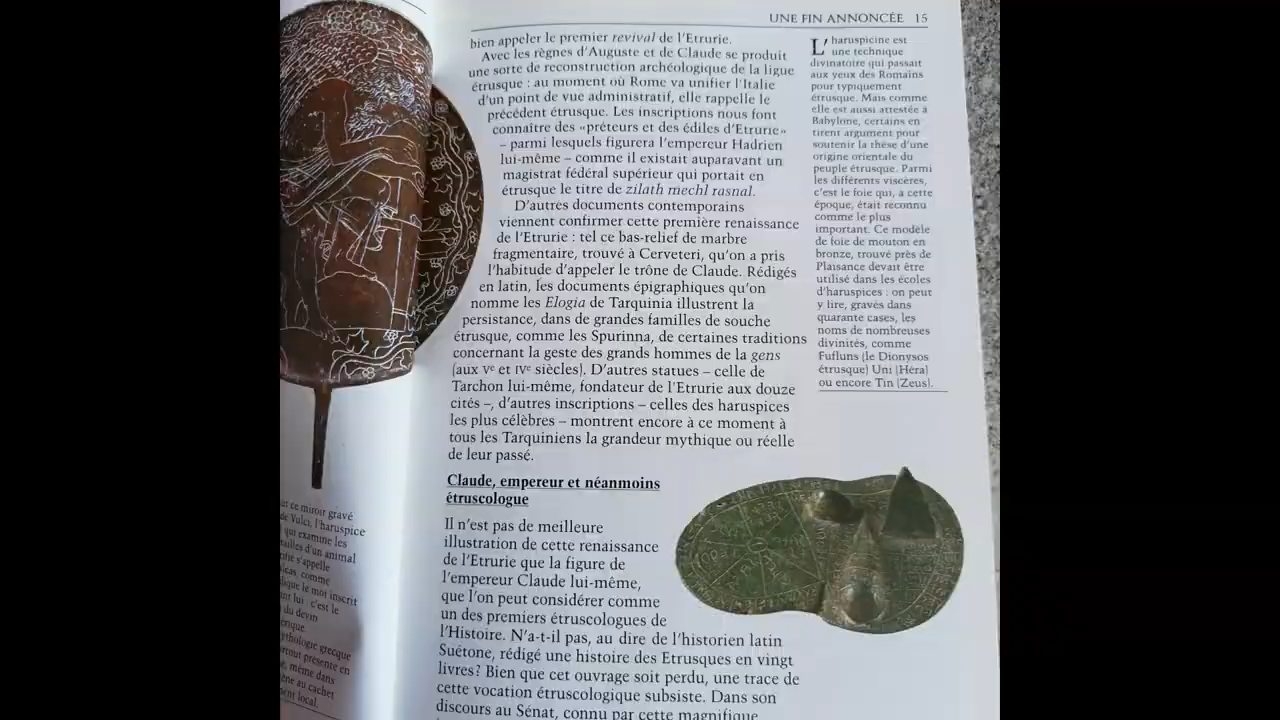 UNE FIN ANNONCÉE 15
bien appeler le premier revival de l'Etrurie.
Avec les règnes d'Auguste et de Claude se produit
une sorte de reconstruction archéologique de la ligue
étrusque : au moment où Rome va unifier l'Italie
d'un point de vue administratif, elle rappelle le
précédent étrusque. Les inscriptions nous font
connaître des «préteurs et des édiles d'Etrurie»
– parmi lesquels figurera l'empereur Hadrien
lui-même – comme il existait auparavant un
magistrat fédéral supérieur qui portait en
étrusque le titre de zilath mechl rasnal.
D'autres documents contemporains
viennent confirmer cette première renaissance
de l'Etrurie : tel ce bas-relief de marbre
fragmentaire, trouvé à Cerveteri, qu'on a pris
l'habitude d'appeler le trône de Claude. Rédigés
en latin, les documents épigraphiques qu'on
nomme les Elogia de Tarquinia illustrent la
persistance, dans de grandes familles de souche
étrusque, comme les Spurinna, de certaines traditions
concernant la geste des grands hommes de la gens
(aux Vᵉ et IVᵉ siècles). D'autres statues – celle de
Tarchon lui-même, fondateur de l'Etrurie aux douze
cités –, d'autres inscriptions – celles des haruspices
les plus célèbres – montrent encore à ce moment à
tous les Tarquiniens la grandeur mythique ou réelle
de leur passé.
Claude, empereur et néanmoins
étruscologue
Il n'est pas de meilleure
illustration de cette renaissance
de l'Etrurie que la figure de
l'empereur Claude lui-même,
que l'on peut considérer comme
un des premiers étruscologues de
l'Histoire. N'a-t-il pas, au dire de l'historien latin
Suétone, rédigé une histoire des Etrusques en vingt
livres? Bien que cet ouvrage soit perdu, une trace de
cette vocation étruscologique subsiste. Dans son
discours au Sénat, connu par cette magnifique
L'haruspicine est
une technique
divinatoire qui passait
aux yeux des Romains
pour typiquement
étrusque. Mais comme
elle est aussi attestée à
Babylone, certains en
tirent argument pour
soutenir la thèse d'une
origine orientale du
peuple étrusque. Parmi
les différents viscères,
c'est le foie qui, a cette
époque, était reconnu
comme le plus
important. Ce modèle
de foie de mouton en
bronze, trouvé près de
Plaisance devait être
utilisé dans les écoles
d'haruspices : on peut
y lire, gravés dans
quarante cases, les
noms de nombreuses
divinités, comme
Fufluns (le Dionysos
étrusque) Uni (Héra)
ou encore Tin (Zeus).
ce miroir gravé
de Vulci, l'haruspice
qui examine les
d'un animal
s'appelle
comme
le mot inscrit
lui : c'est le
du devin
mythologie grecque
présente en
même dans
au cachet
local.